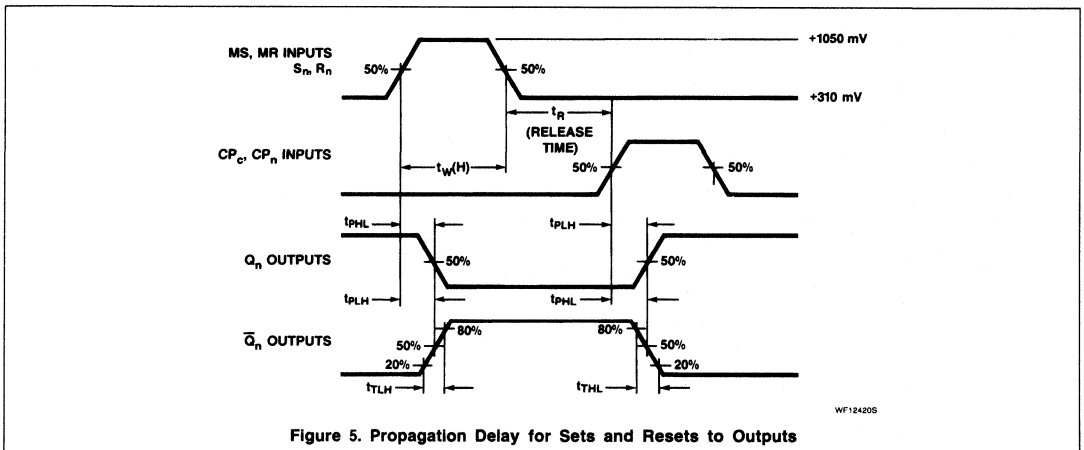 +1050 mV
MS, MR INPUTS
Sn, Rn
50%
50%
+310 mV
tR
(RELEASE
TIME)
CPc, CPn INPUTS
tW(H)
50%
50%
tPHL
tPLH
Qn OUTPUTS
50%
50%
tPLH
tPHL
80%
80%
Q̅n OUTPUTS
50%
50%
20%
20%
tTLH
tTHL
WF12420S
Figure 5. Propagation Delay for Sets and Resets to Outputs